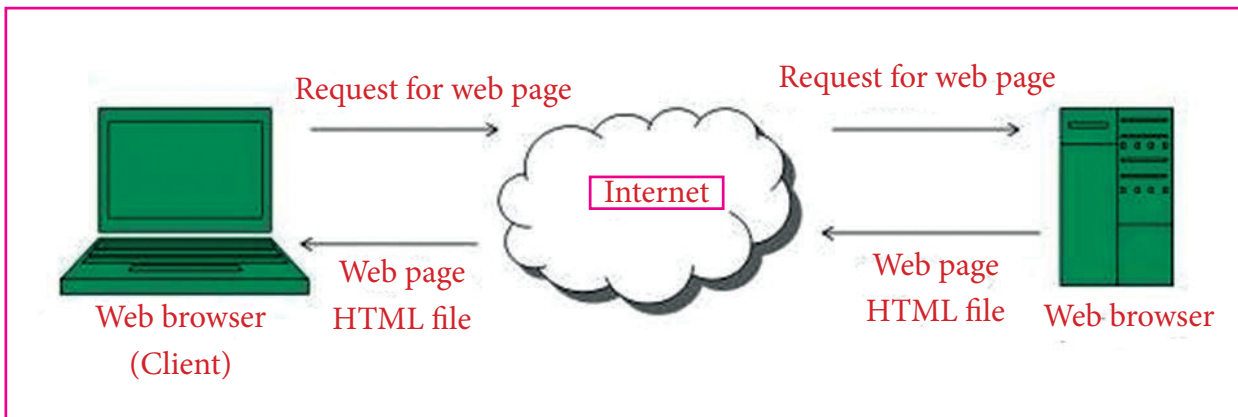 Request for web page
Request for web page
Internet
Web page
HTML file
Web page
HTML file
Web browser
(Client)
Web browser